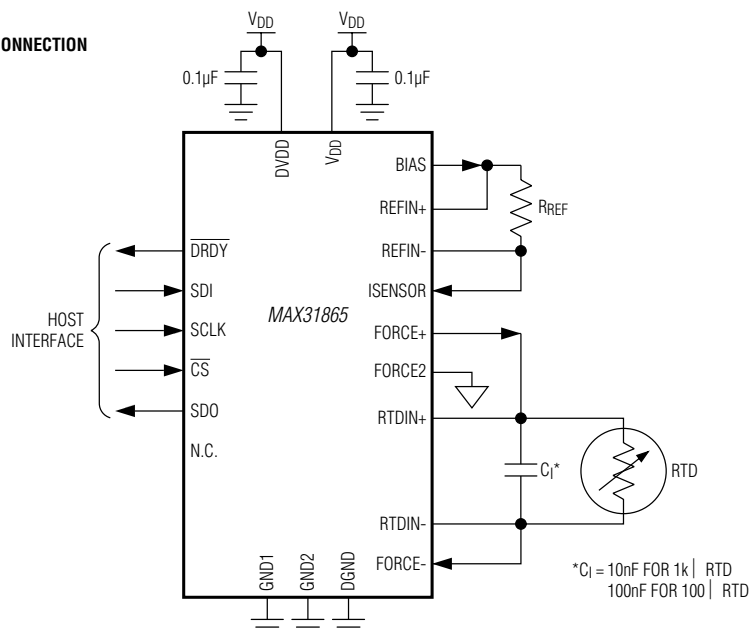 ONNECTION
VDD
VDD
0.1µF
0.1µF
DVDD
VDD
BIAS
REFIN+
RREF
REFIN-
ISENSOR
DRDY
SDI
HOST
INTERFACE
SCLK
CS
SDO
N.C.
MAX31865
FORCE+
FORCE2
RTDIN+
CI*
RTD
RTDIN-
FORCE-
GND1
GND2
DGND
*CI = 10nF FOR 1k| RTD
100nF FOR 100| RTD